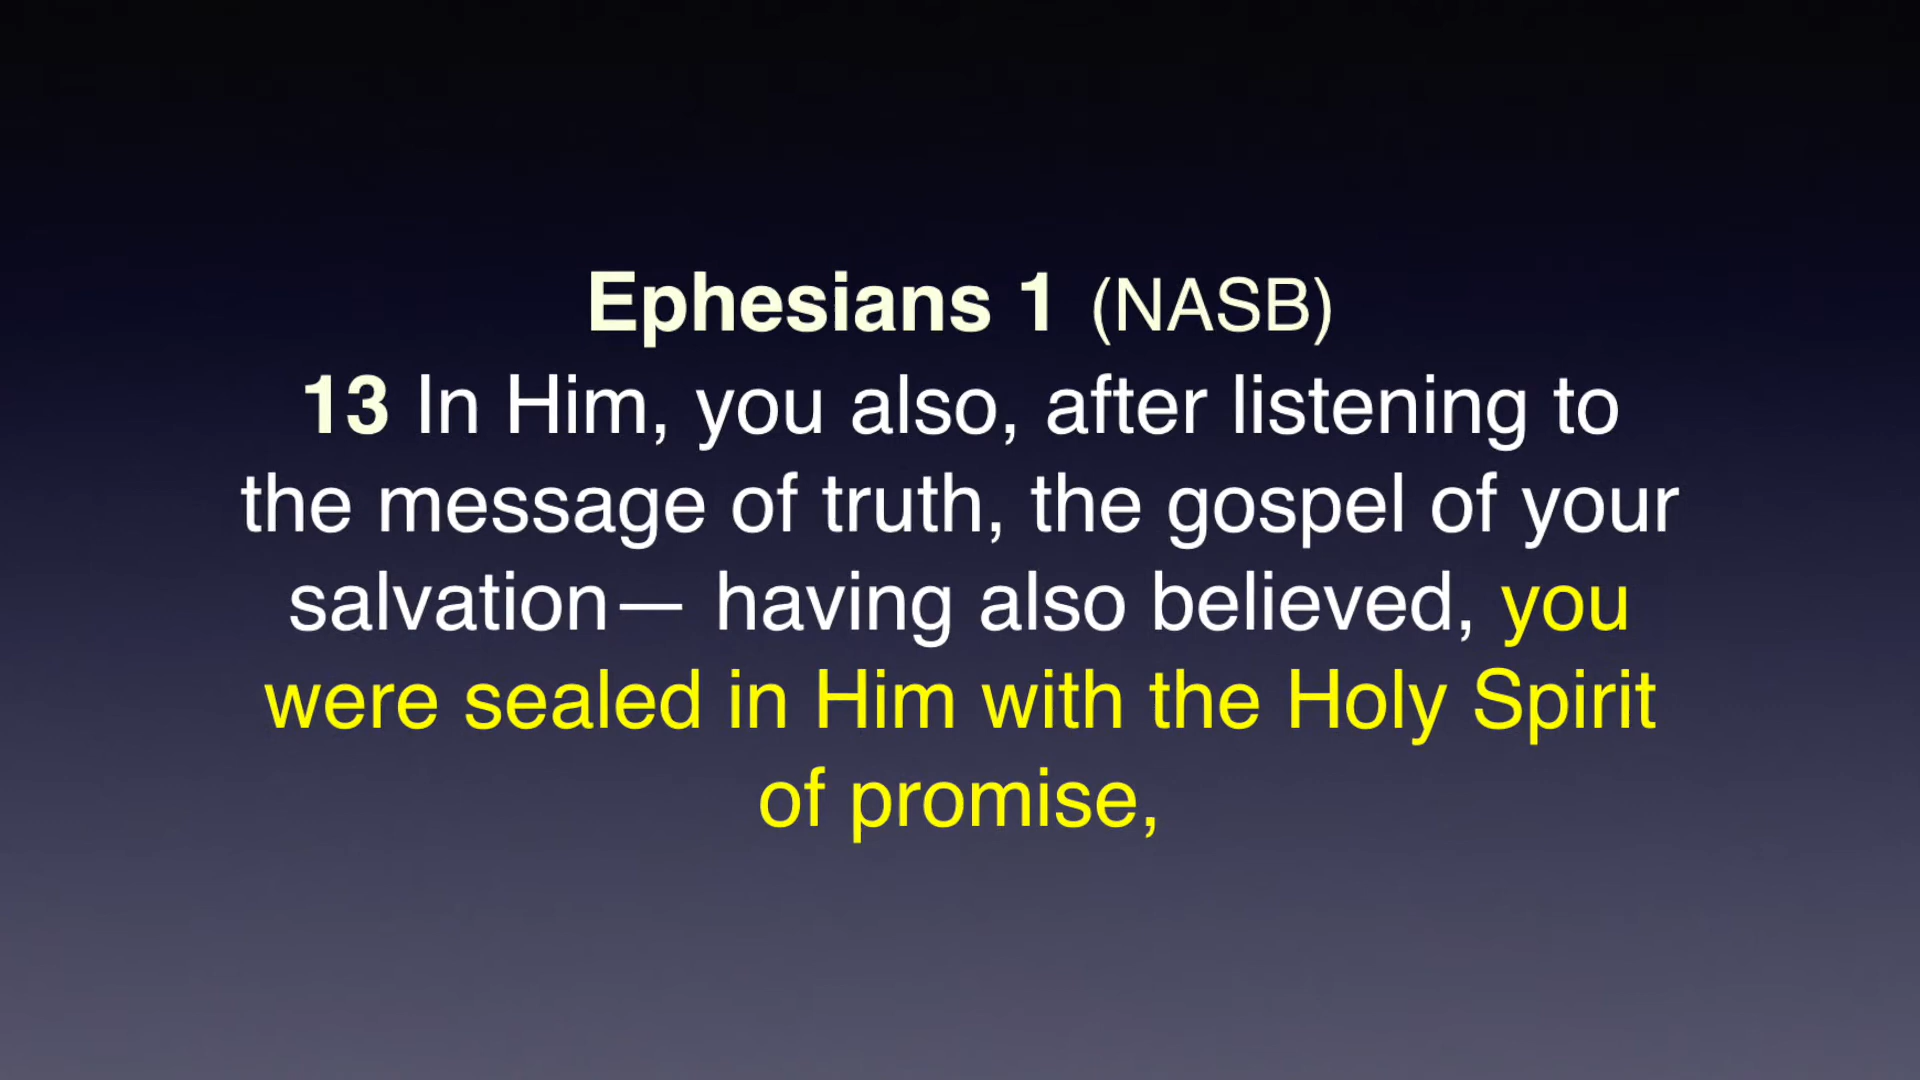 Ephesians 1 (NASB)
13 In Him, you also, after listening to
the message of truth, the gospel of your
salvation— having also believed, you
were sealed in Him with the Holy Spirit
of promise,